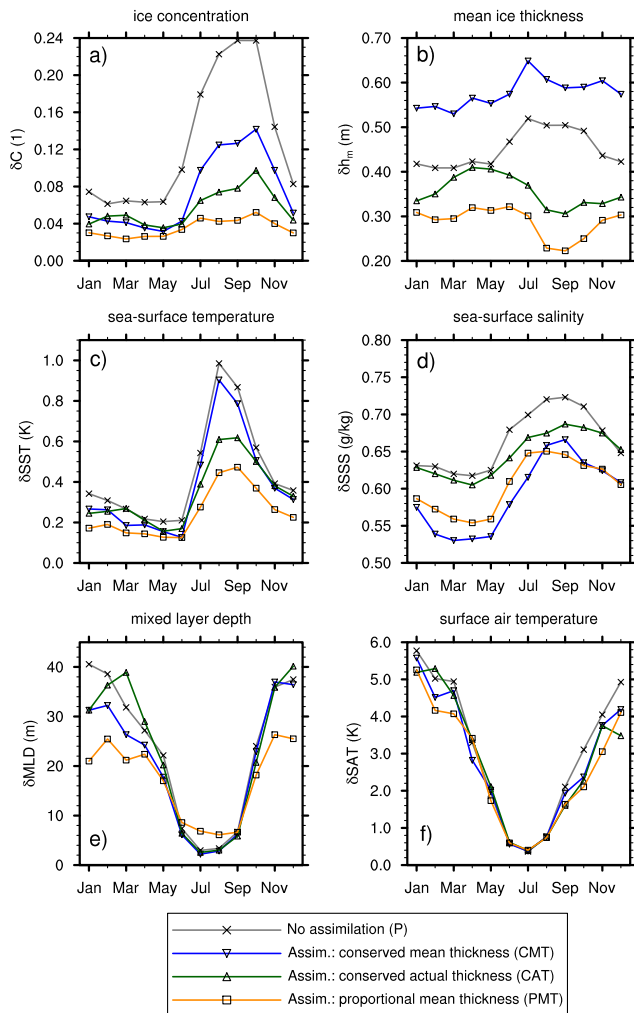 ice concentration
mean ice thickness
a)
b)
δC (1)
0.24
0.20
0.16
0.12
0.08
0.04
0.00
Jan Mar May Jul Sep Nov
δhm (m)
0.70
0.60
0.50
0.40
0.30
0.20
Jan Mar May Jul Sep Nov
sea-surface temperature
sea-surface salinity
c)
d)
δSST (K)
1.0
0.8
0.6
0.4
0.2
0.0
Jan Mar May Jul Sep Nov
δSSS (g/kg)
0.80
0.75
0.70
0.65
0.60
0.55
0.50
Jan Mar May Jul Sep Nov
mixed layer depth
surface air temperature
e)
f)
δMLD (m)
40
30
20
10
0
Jan Mar May Jul Sep Nov
δSAT (K)
6.0
5.0
4.0
3.0
2.0
1.0
0.0
Jan Mar May Jul Sep Nov
No assimilation (P)
Assim.: conserved mean thickness (CMT)
Assim.: conserved actual thickness (CAT)
Assim.: proportional mean thickness (PMT)